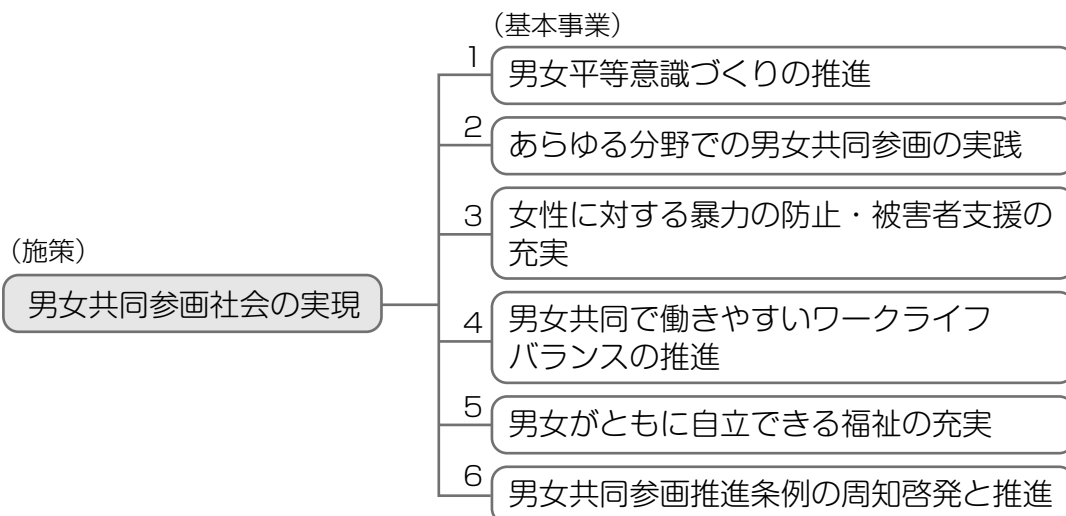 (基本事業)
1 男女平等意識づくりの推進
2 あらゆる分野での男女共同参画の実践
3 女性に対する暴力の防止・被害者支援の
充実
(施策)
男女共同参画社会の実現
4 男女共同で働きやすいワークライフ
バランスの推進
5 男女がともに自立できる福祉の充実
6 男女共同参画推進条例の周知啓発と推進